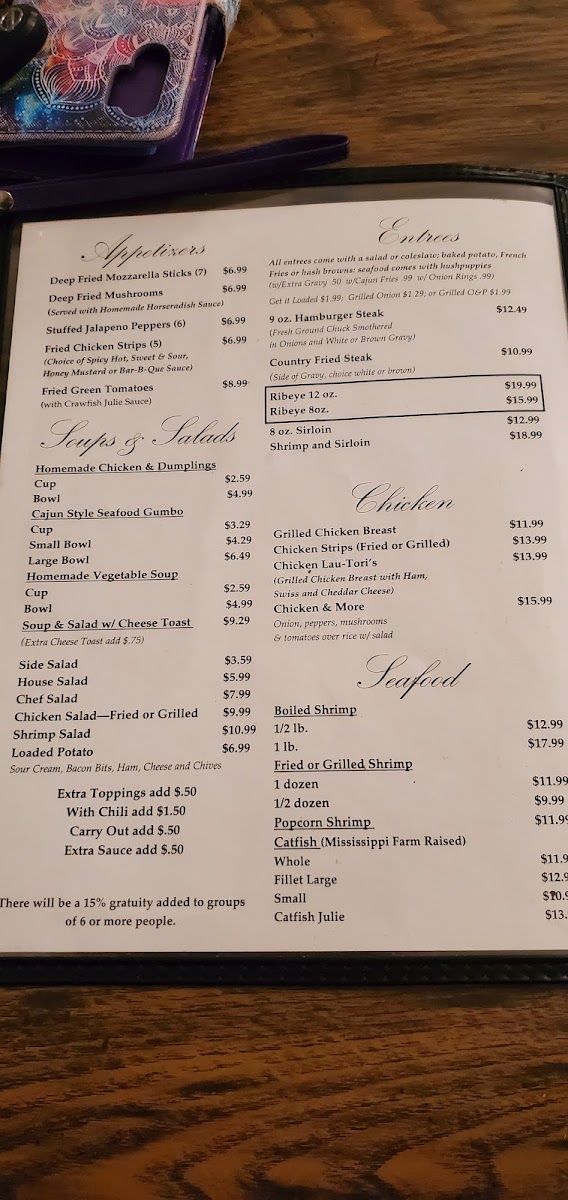 Appetizers
Deep Fried Mozzarella Sticks (7) $6.99
Deep Fried Mushrooms $6.99
(Served with Homemade Horseradish Sauce)
Stuffed Jalapeno Peppers (6) $6.99
Fried Chicken Strips (5) $6.99
(Choice of Spicy Hot, Sweet & Sour,
Honey Mustard or Bar-B-Que Sauce)
Fried Green Tomatoes $8.99
(with Crawfish Julie Sauce)
Soups & Salads
Homemade Chicken & Dumplings
Cup $2.59
Bowl $4.99
Cajun Style Seafood Gumbo
Cup $3.29
Small Bowl $4.29
Large Bowl $6.49
Homemade Vegetable Soup
Cup $2.59
Bowl $4.99
Soup & Salad w/ Cheese Toast $9.29
(Extra Cheese Toast add $.75)
Side Salad $3.59
House Salad $5.99
Chef Salad $7.99
Chicken Salad—Fried or Grilled $9.99
Shrimp Salad $10.99
Loaded Potato $6.99
Sour Cream, Bacon Bits, Ham, Cheese and Chives
Extra Toppings add $.50
With Chili add $1.50
Carry Out add $.50
Extra Sauce add $.50
There will be a 15% gratuity added to groups
of 6 or more people.
Entrees
All entrees come with a salad or coleslaw; baked potato, French
Fries or hash browns: seafood comes with hushpuppies
(w/Extra Gravy .50 w/Cajun Fries .99 w/Onion Rings .99)
Get it Loaded $1.99; Grilled Onion $1.29; or Grilled O&P $1.99
9 oz. Hamburger Steak $12.49
(Fresh Ground Chuck Smothered
in Onions and White or Brown Gravy)
Country Fried Steak $10.99
(Side of Gravy, choice white or brown)
Ribeye 12 oz. $19.99
Ribeye 8oz. $15.99
8 oz. Sirloin $12.99
Shrimp and Sirloin $18.99
Chicken
Grilled Chicken Breast $11.99
Chicken Strips (Fried or Grilled) $13.99
Chicken Lau-Tori's $13.99
(Grilled Chicken Breast with Ham,
Swiss and Cheddar Cheese)
Chicken & More $15.99
Onion, peppers, mushrooms
& tomatoes over rice w/ salad
Seafood
Boiled Shrimp
1/2 lb. $12.99
1 lb. $17.99
Fried or Grilled Shrimp
1 dozen $11.99
1/2 dozen $9.99
Popcorn Shrimp $11.99
Catfish (Mississippi Farm Raised)
Whole $11.9
Fillet Large $12.9
Small $10.9
Catfish Julie $13.